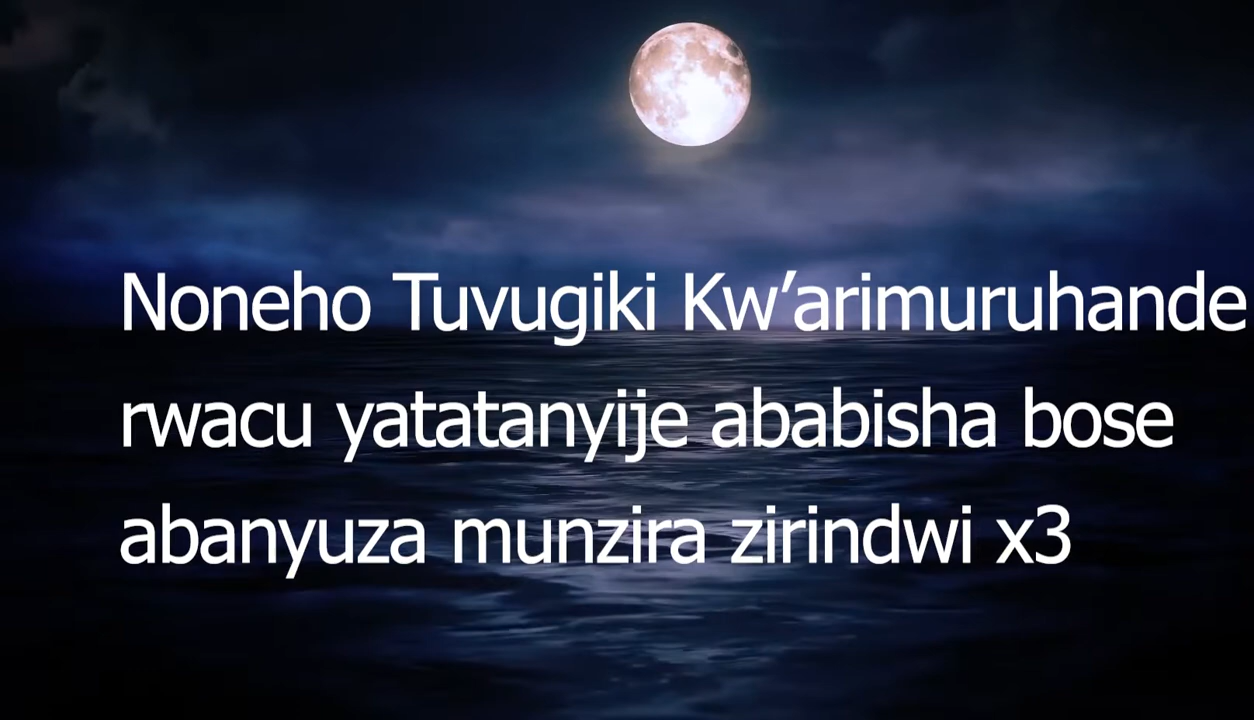 Noneho Tuvugiki Kw’arimuruhande
rwacu yatatanyije ababisha bose
abanyuza munzira zirindwi x3